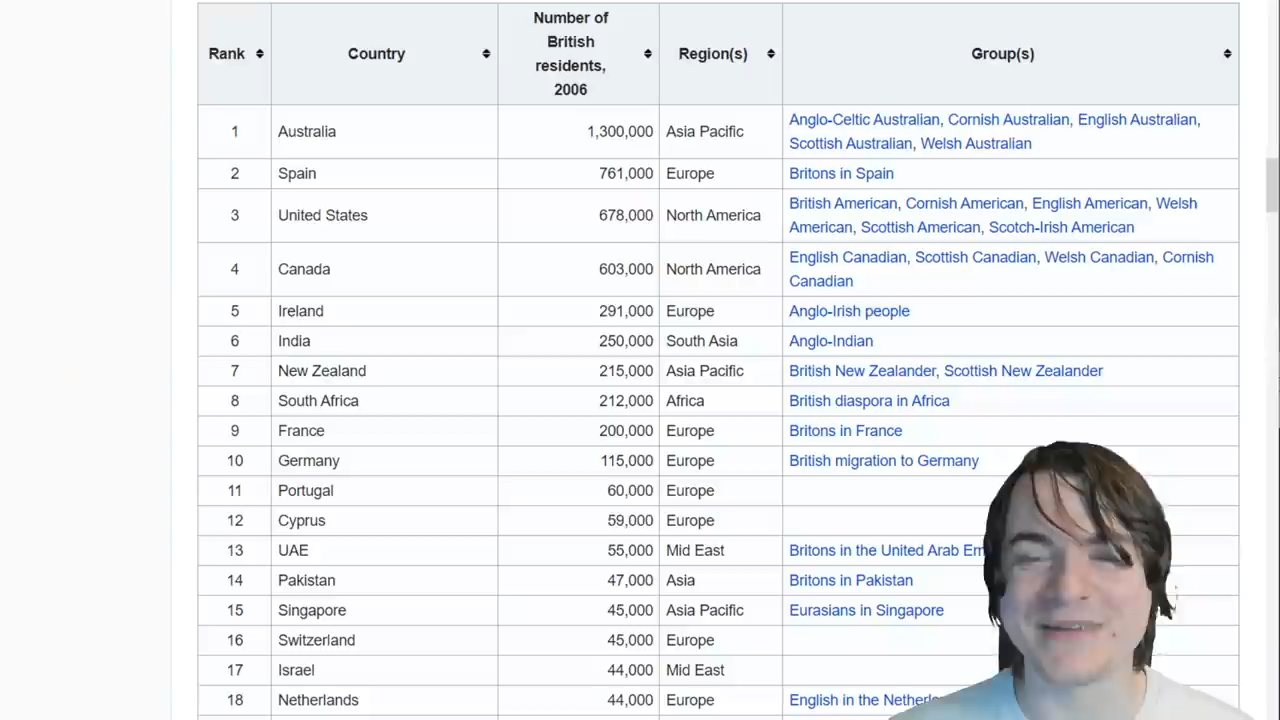 Rank Country Number of British residents, 2006 Region(s) Group(s)
1 Australia 1,300,000 Asia Pacific Anglo-Celtic Australian, Cornish Australian, English Australian, Scottish Australian, Welsh Australian
2 Spain 761,000 Europe Britons in Spain
3 United States 678,000 North America British American, Cornish American, English American, Welsh American, Scottish American, Scotch-Irish American
4 Canada 603,000 North America English Canadian, Scottish Canadian, Welsh Canadian, Cornish Canadian
5 Ireland 291,000 Europe Anglo-Irish people
6 India 250,000 South Asia Anglo-Indian
7 New Zealand 215,000 Asia Pacific British New Zealander, Scottish New Zealander
8 South Africa 212,000 Africa British diaspora in Africa
9 France 200,000 Europe Britons in France
10 Germany 115,000 Europe British migration to Germany
11 Portugal 60,000 Europe
12 Cyprus 59,000 Europe
13 UAE 55,000 Mid East Britons in the United Arab
14 Pakistan 47,000 Asia Britons in Pakistan
15 Singapore 45,000 Asia Pacific Eurasians in Singapore
16 Switzerland 45,000 Europe
17 Israel 44,000 Mid East
18 Netherlands 44,000 Europe English in the